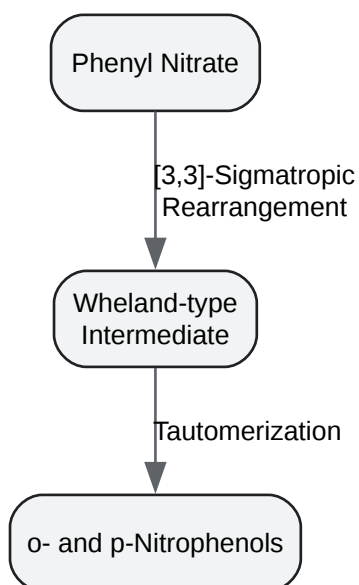 Phenyl Nitrate
[3,3]-Sigmatropic
Rearrangement
Wheland-type
Intermediate
Tautomerization
o- and p-Nitrophenols